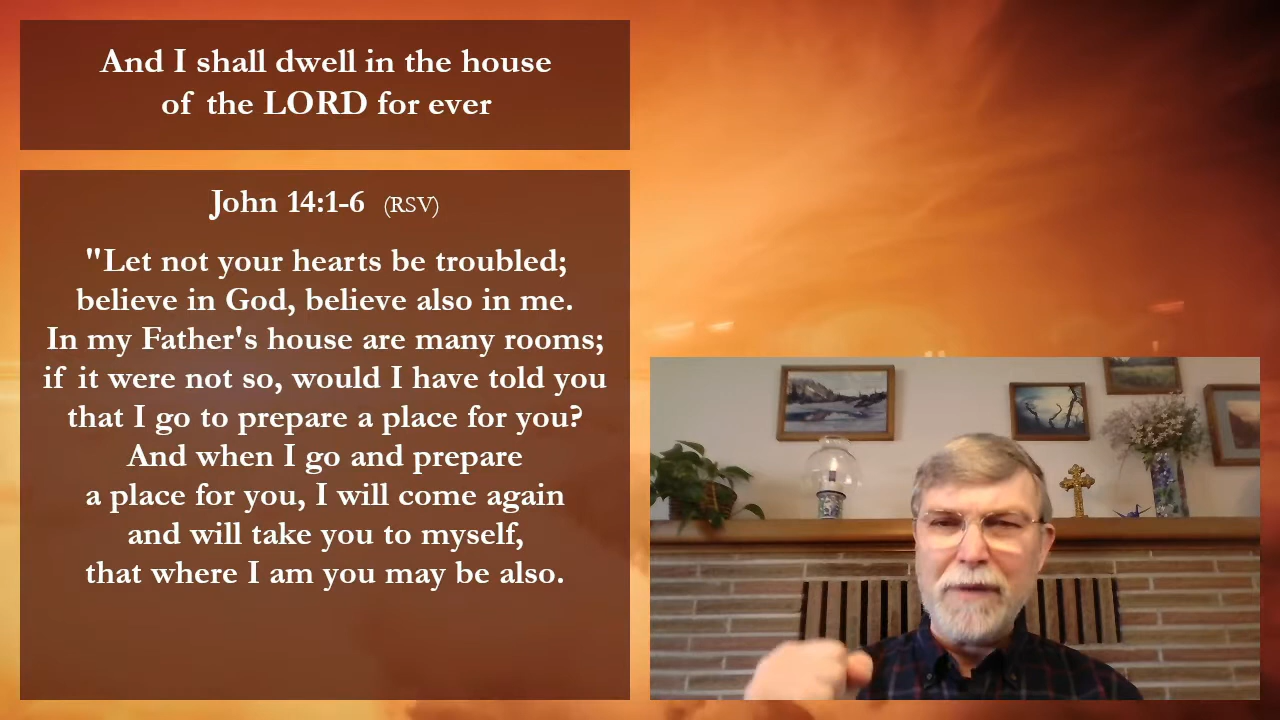 And I shall dwell in the house
of the LORD for ever
John 14:1-6 (RSV)
"Let not your hearts be troubled;
believe in God, believe also in me.
In my Father's house are many rooms;
if it were not so, would I have told you
that I go to prepare a place for you?
And when I go and prepare
a place for you, I will come again
and will take you to myself,
that where I am you may be also.